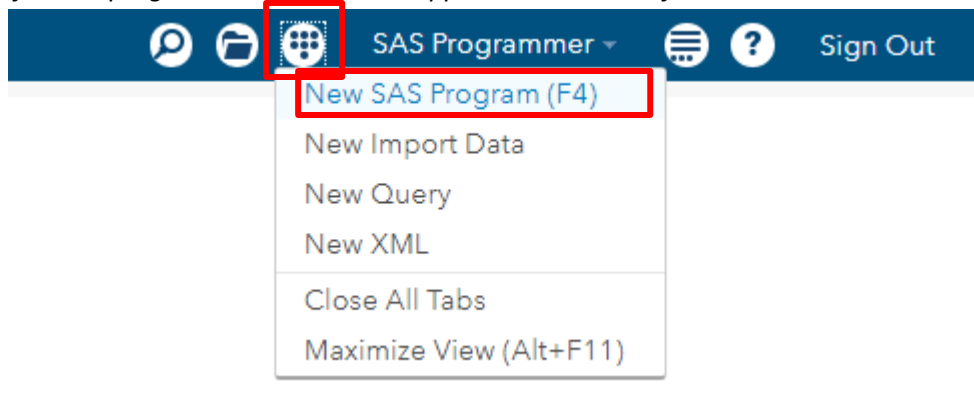 SAS Programmer
Sign Out
New SAS Program (F4)
New Import Data
New Query
New XML
Close All Tabs
Maximize View (Alt+F11)